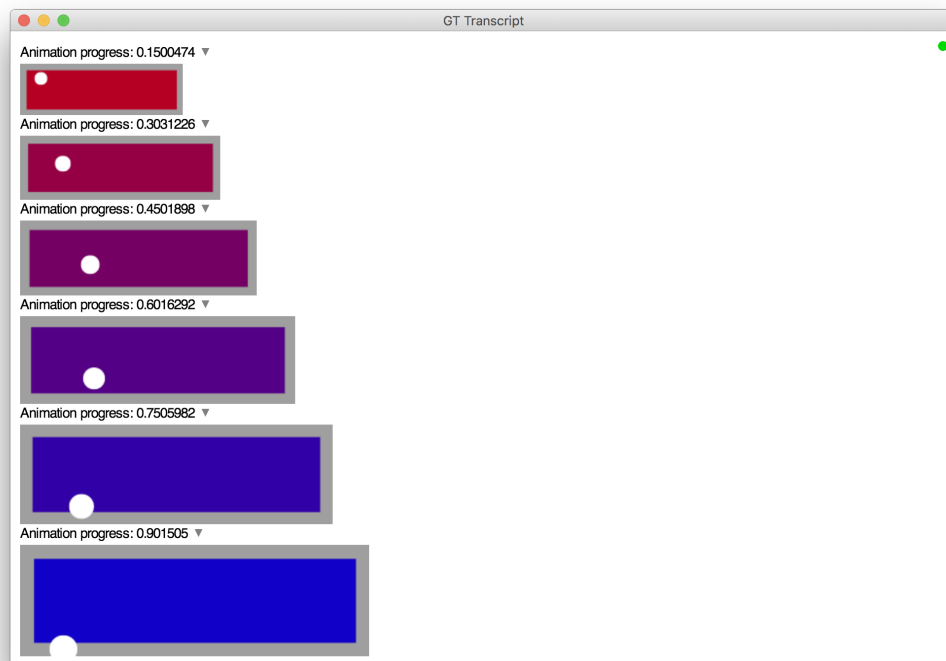 GT Transcript
Animation progress: 0.1500474
Animation progress: 0.3031226
Animation progress: 0.4501898
Animation progress: 0.6016292
Animation progress: 0.7505982
Animation progress: 0.901505